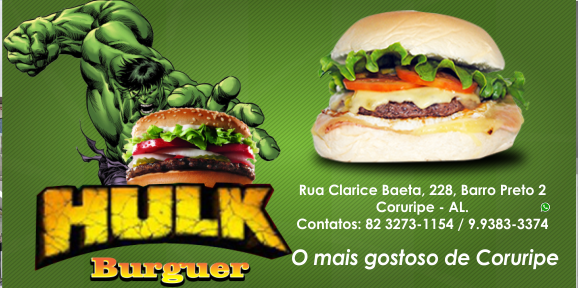 HULK
Burguer
Rua Clarice Baeta, 228, Barro Preto 2
Coruripe - AL.
Contatos: 82 3273-1154 / 9.9383-3374
O mais gostoso de Coruripe